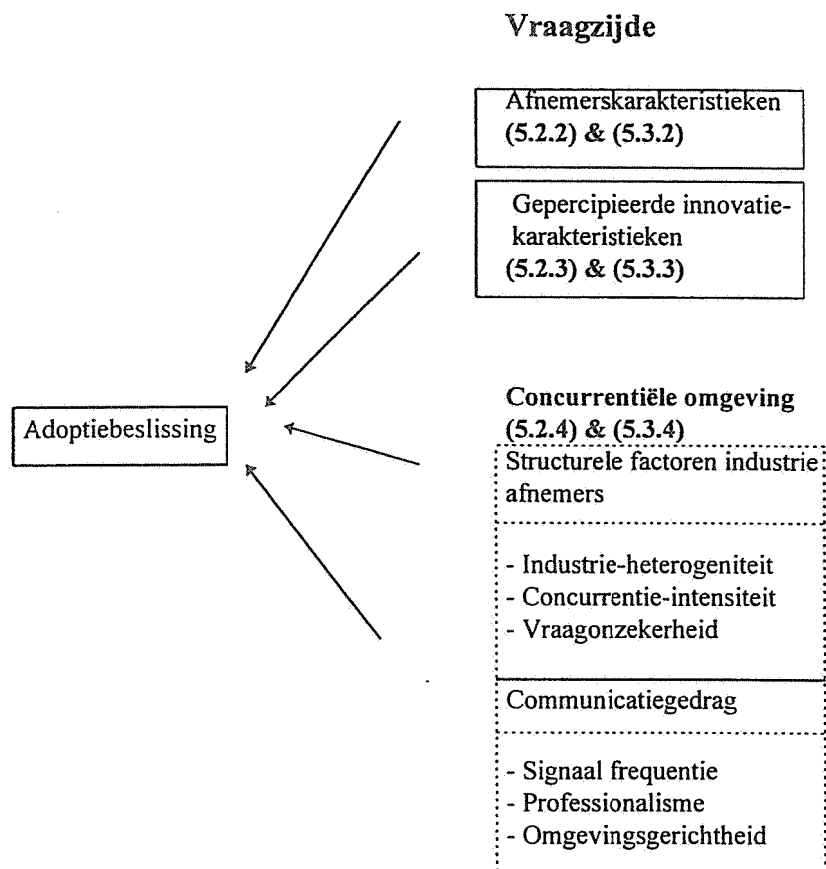 Vraagzijde
Afnemerskarakteristieken
(5.2.2) & (5.3.2)
Gepercipieerde innovatie-
karakteristieken
(5.2.3) & (5.3.3)
Adoptiebeslissing
Concurrentiële omgeving
(5.2.4) & (5.3.4)
Structurele factoren industrie
afnemers
- Industrie-heterogeniteit
- Concurrentie-intensiteit
- Vraagonzekerheid
Communicatiegedrag
- Signaal frequentie
- Professionalisme
- Omgevingsgerichtheid